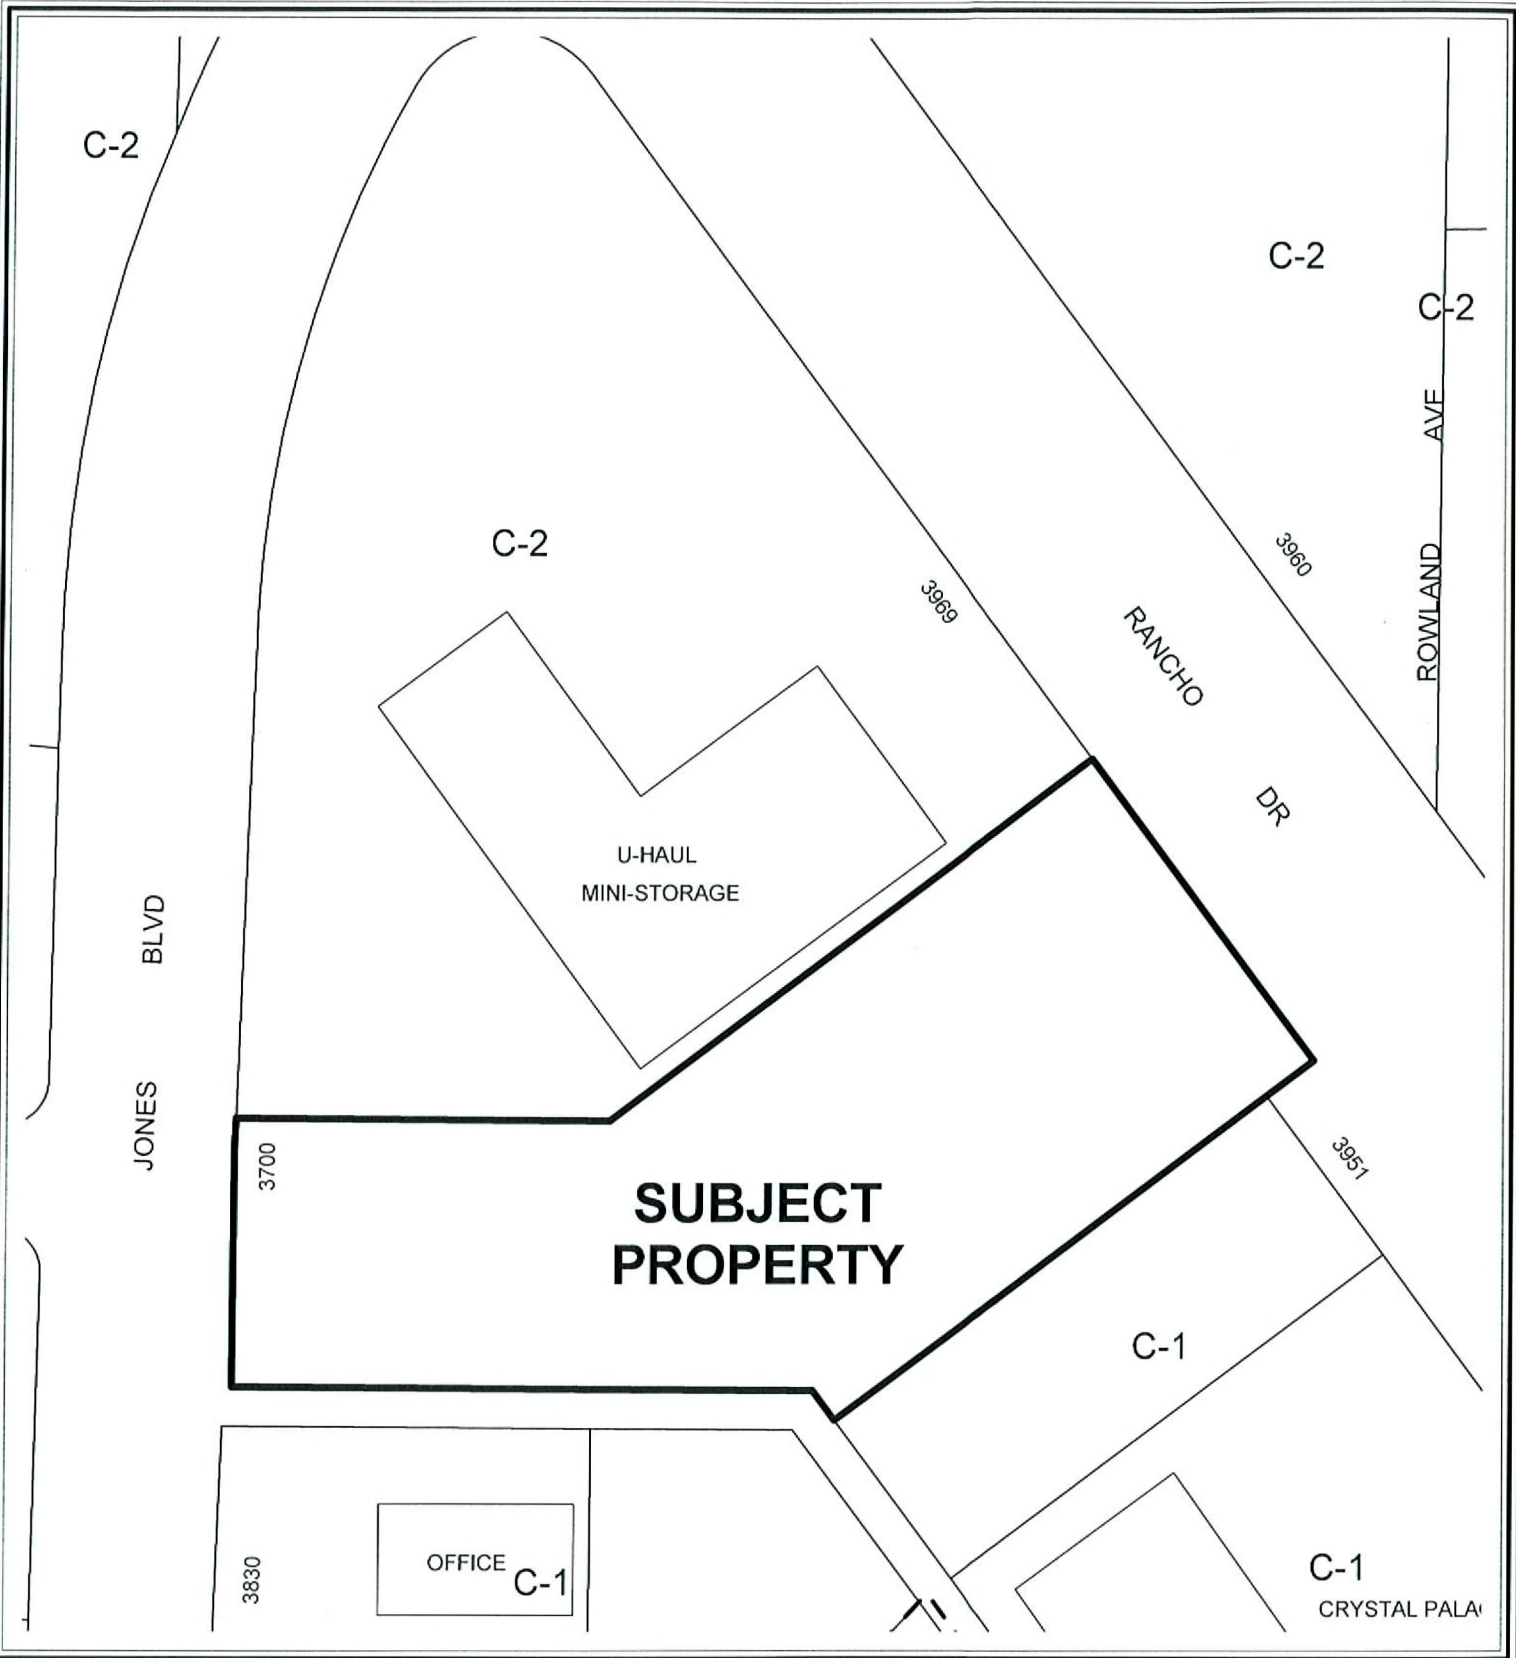 C-2
C-2
C-2
AVE
ROWLAND
C-2
3969
3960
RANCHO
DR
U-HAUL
MINI-STORAGE
BLVD
JONES
3700
SUBJECT
PROPERTY
3951
C-1
3830
OFFICE
C-1
C-1
CRYSTAL